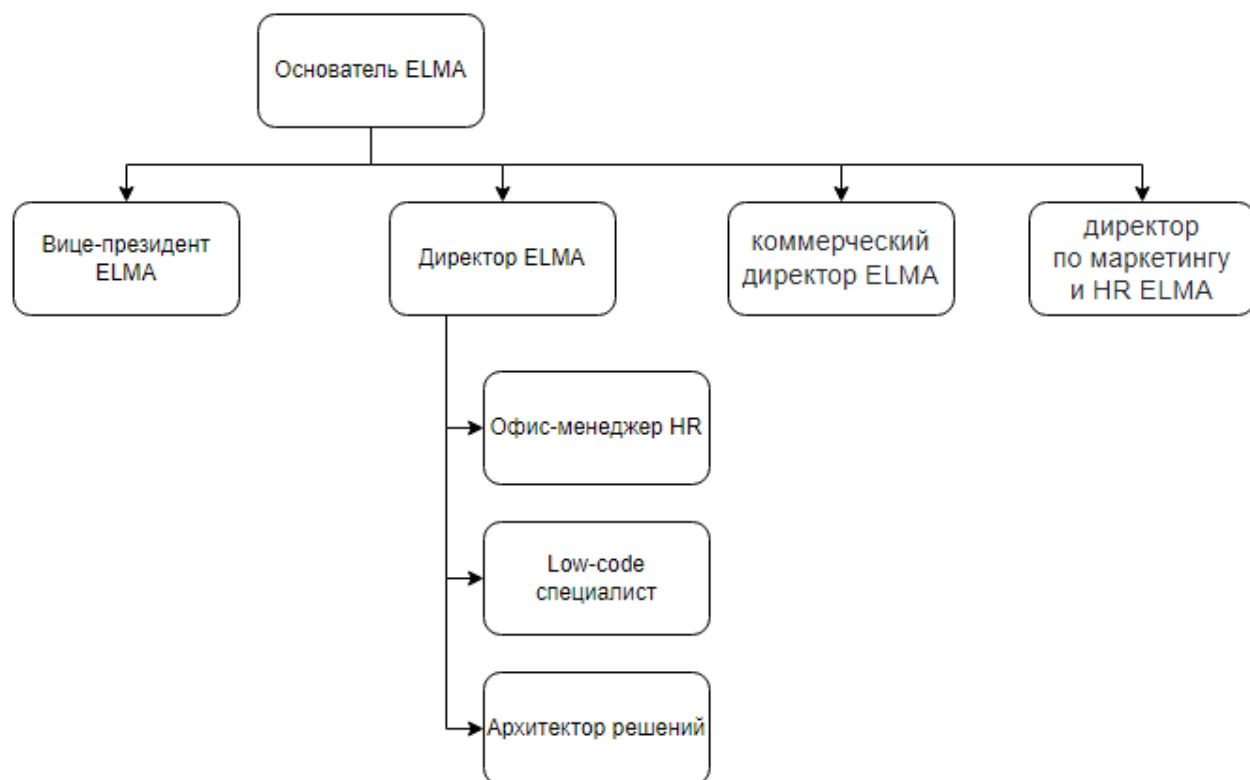 Основатель ELMA
Вице-президент
ELMA
Директор ELMA
коммерческий
директор ELMA
директор
по маркетингу
и HR ELMA
Офис-менеджер HR
Low-code
специалист
Архитектор решений